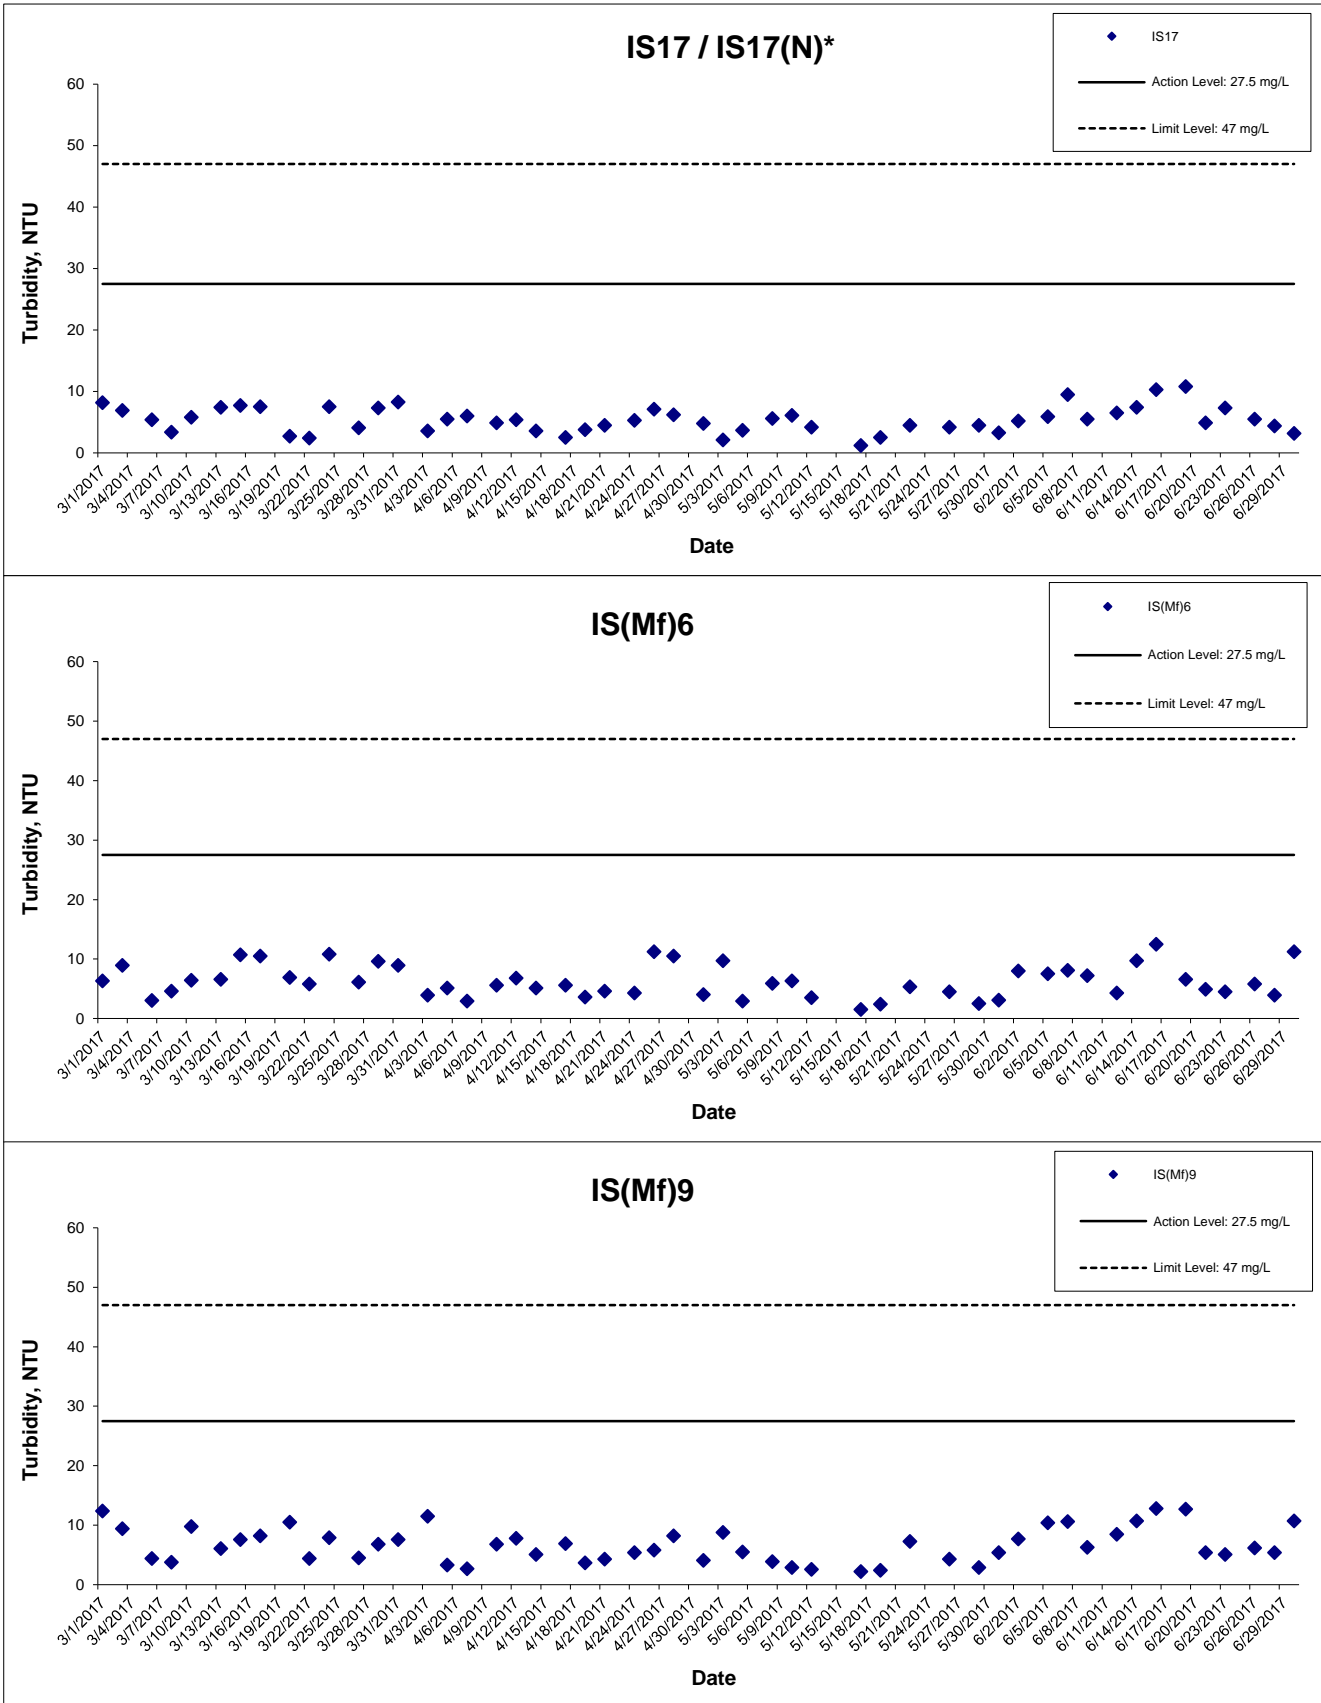 IS17 / IS17(N)*
IS17
Action Level: 27.5 mg/L
Limit Level: 47 mg/L
60
50
40
30
20
10
0
Turbidity, NTU
3/1/2017 3/4/2017 3/7/2017 3/10/2017 3/13/2017 3/16/2017 3/19/2017 3/22/2017 3/25/2017 3/28/2017 3/31/2017 4/3/2017 4/6/2017 4/9/2017 4/12/2017 4/15/2017 4/18/2017 4/21/2017 4/24/2017 4/27/2017 4/30/2017 5/3/2017 5/6/2017 5/9/2017 5/12/2017 5/15/2017 5/18/2017 5/21/2017 5/24/2017 5/27/2017 5/30/2017 6/2/2017 6/5/2017 6/8/2017 6/11/2017 6/14/2017 6/17/2017 6/20/2017 6/23/2017 6/26/2017 6/29/2017
Date
IS(Mf)6
IS(Mf)6
Action Level: 27.5 mg/L
Limit Level: 47 mg/L
60
50
40
30
20
10
0
Turbidity, NTU
3/1/2017 3/4/2017 3/7/2017 3/10/2017 3/13/2017 3/16/2017 3/19/2017 3/22/2017 3/25/2017 3/28/2017 3/31/2017 4/3/2017 4/6/2017 4/9/2017 4/12/2017 4/15/2017 4/18/2017 4/21/2017 4/24/2017 4/27/2017 4/30/2017 5/3/2017 5/6/2017 5/9/2017 5/12/2017 5/15/2017 5/18/2017 5/21/2017 5/24/2017 5/27/2017 5/30/2017 6/2/2017 6/5/2017 6/8/2017 6/11/2017 6/14/2017 6/17/2017 6/20/2017 6/23/2017 6/26/2017 6/29/2017
Date
IS(Mf)9
IS(Mf)9
Action Level: 27.5 mg/L
Limit Level: 47 mg/L
60
50
40
30
20
10
0
Turbidity, NTU
3/1/2017 3/4/2017 3/7/2017 3/10/2017 3/13/2017 3/16/2017 3/19/2017 3/22/2017 3/25/2017 3/28/2017 3/31/2017 4/3/2017 4/6/2017 4/9/2017 4/12/2017 4/15/2017 4/18/2017 4/21/2017 4/24/2017 4/27/2017 4/30/2017 5/3/2017 5/6/2017 5/9/2017 5/12/2017 5/15/2017 5/18/2017 5/21/2017 5/24/2017 5/27/2017 5/30/2017 6/2/2017 6/5/2017 6/8/2017 6/11/2017 6/14/2017 6/17/2017 6/20/2017 6/23/2017 6/26/2017 6/29/2017
Date